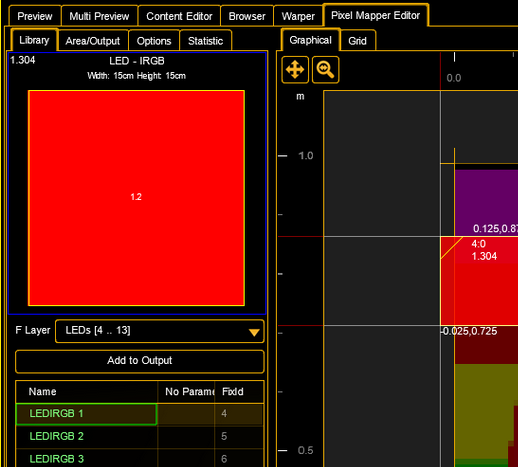 Preview Multi Preview Content Editor Browser Warper Pixel Mapper Editor
Library Area/Output Options Statistic
Graphical Grid
1.304
LED - IRGB
Width: 15cm Height: 15cm
1.2
F Layer LEDs [4 .. 13]
Add to Output
Name No Parame FixId
LEDIRGB 1 4
LEDIRGB 2 5
LEDIRGB 3 6
0.0
m
1.0
0.125,0.87
4:0
1.304
-0.025,0.725
0.5